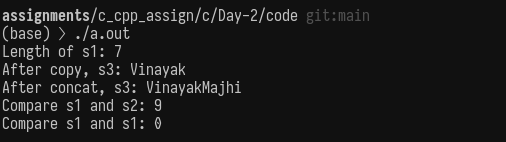 assignments/c_cpp_assign/c/Day-2/code git:main
(base) > ./a.out
Length of s1: 7
After copy, s3: Vinayak
After concat, s3: VinayakMajhi
Compare s1 and s2: 9
Compare s1 and s1: 0